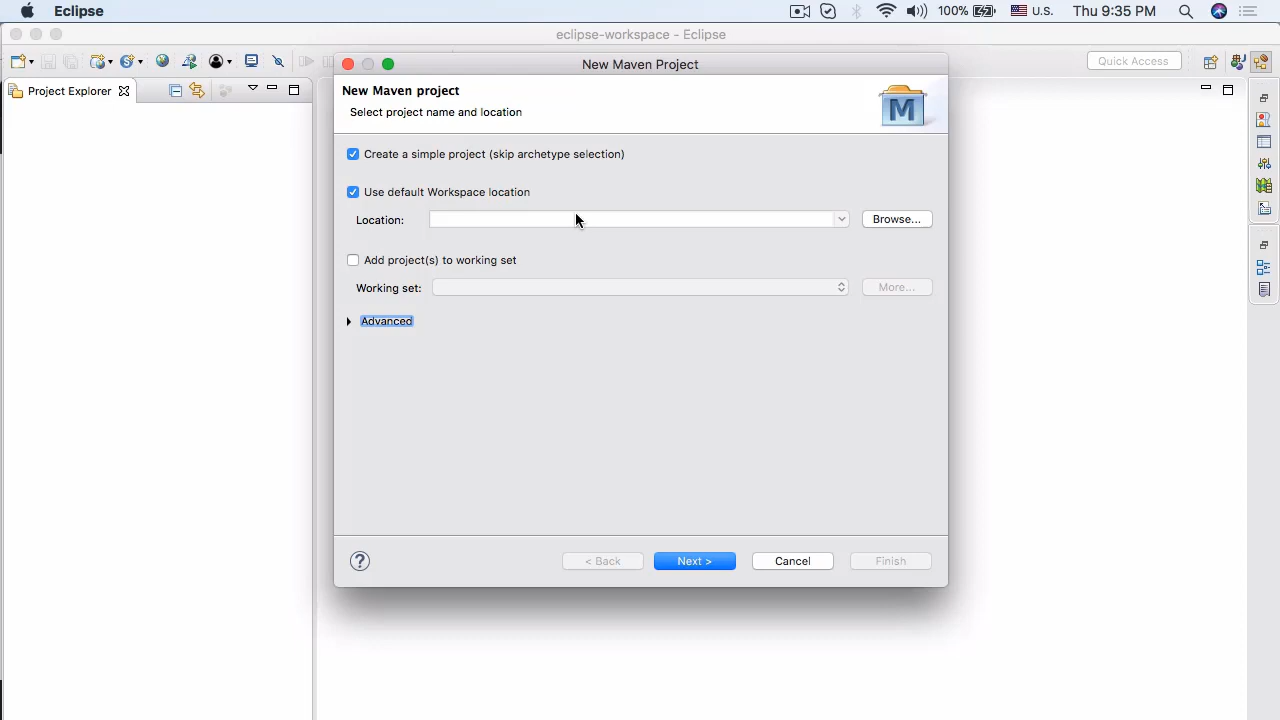 Eclipse
100%
U.S.
Thu 9:35 PM
eclipse-workspace - Eclipse
Quick Access
Project Explorer
New Maven Project
New Maven project
Select project name and location
M
Create a simple project (skip archetype selection)
Use default Workspace location
Location:
Browse...
Add project(s) to working set
Working set:
More...
Advanced
?
< Back
Next >
Cancel
Finish